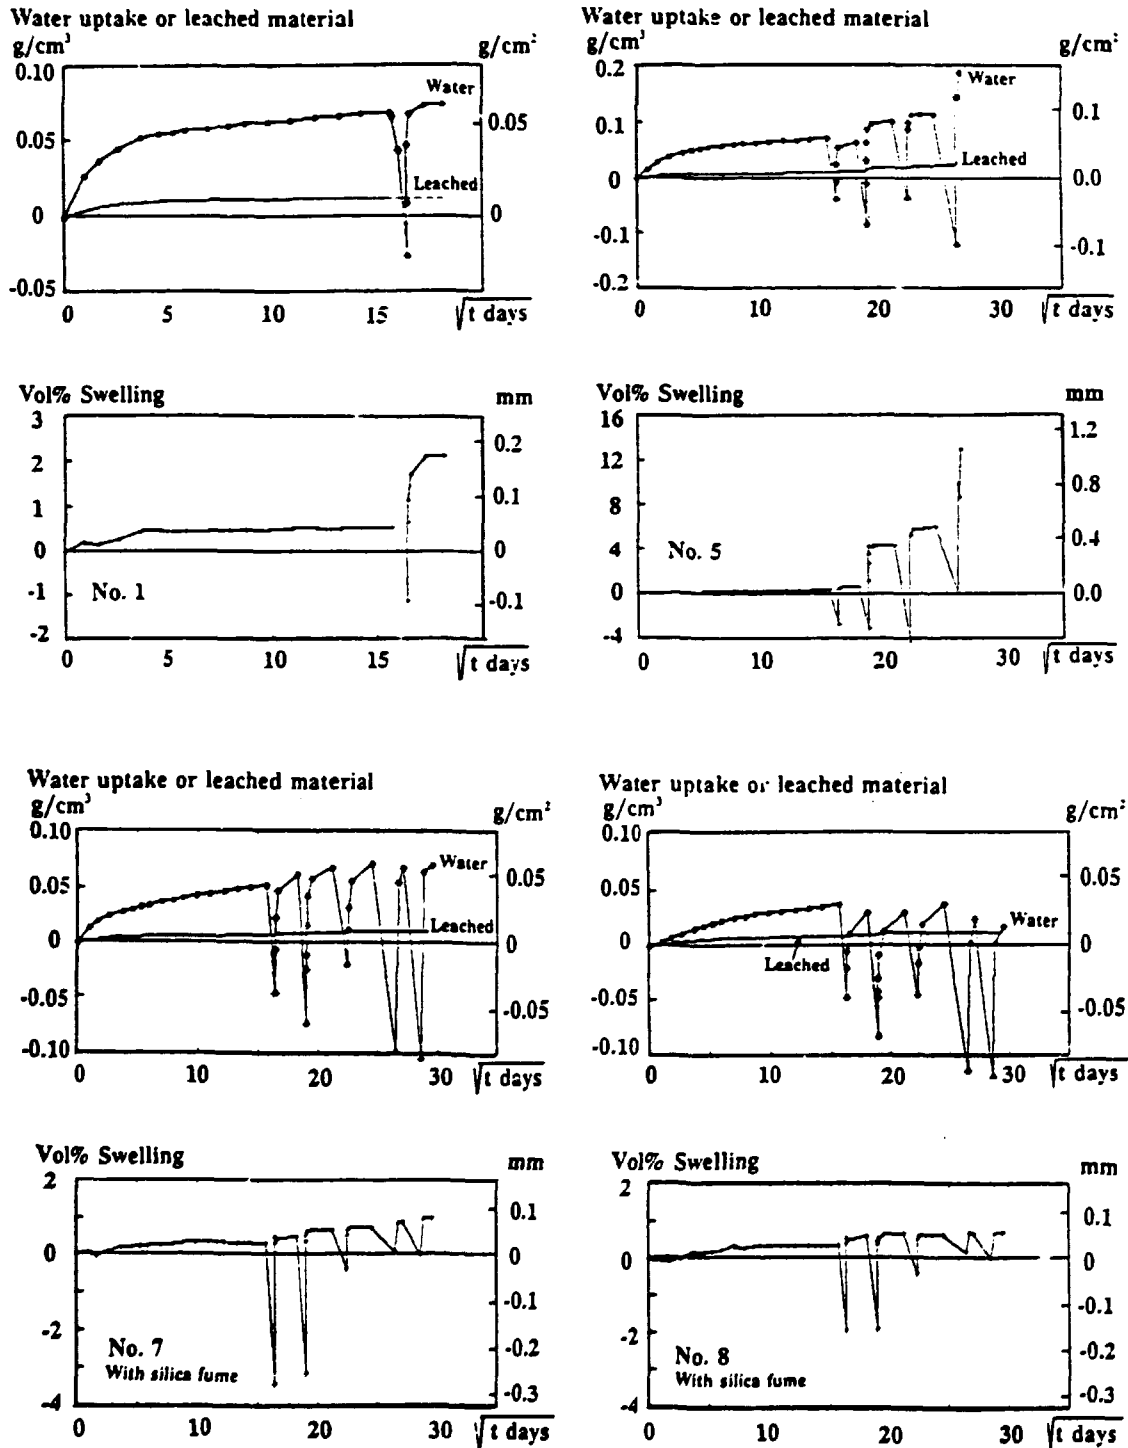 Water uptake or leached material
g/cm³ g/cm²
0.10
Water
0.05 0.05
Leached
0 0
-0.05
0 5 10 15 √t days
Vol% Swelling mm
3
0.2
2
1 0.1
0 0
-1 No. 1
-0.1
-2
0 5 10 15 √t days
Water uptake or leached material
g/cm³ g/cm²
0.2
Water
0.1 0.1
Leached
0 0.0
-0.1 -0.1
-0.2
0 10 20 30 √t days
Vol% Swelling mm
16
1.2
12
8 0.8
4 No. 5 0.4
0 0.0
-4
0 10 20 30 √t days
Water uptake or leached material
g/cm³ g/cm²
0.10
Water
0.05 0.05
Leached
0 0
-0.05 -0.05
-0.10
0 10 20 30 √t days
Vol% Swelling mm
2
0.1
0 0
-0.1
-2 No. 7
-0.2
With silica fume
-0.3
-4
0 10 20 30 √t days
Water uptake or leached material
g/cm³ g/cm²
0.10
0.05 0.05
Water
0 0
Leached
-0.05 -0.05
-0.10
0 10 20 30 √t days
Vol% Swelling mm
2
0.1
0 0
-0.1
-2
No. 8 -0.2
With silica fume
-0.3
-4
0 10 20 30 √t days